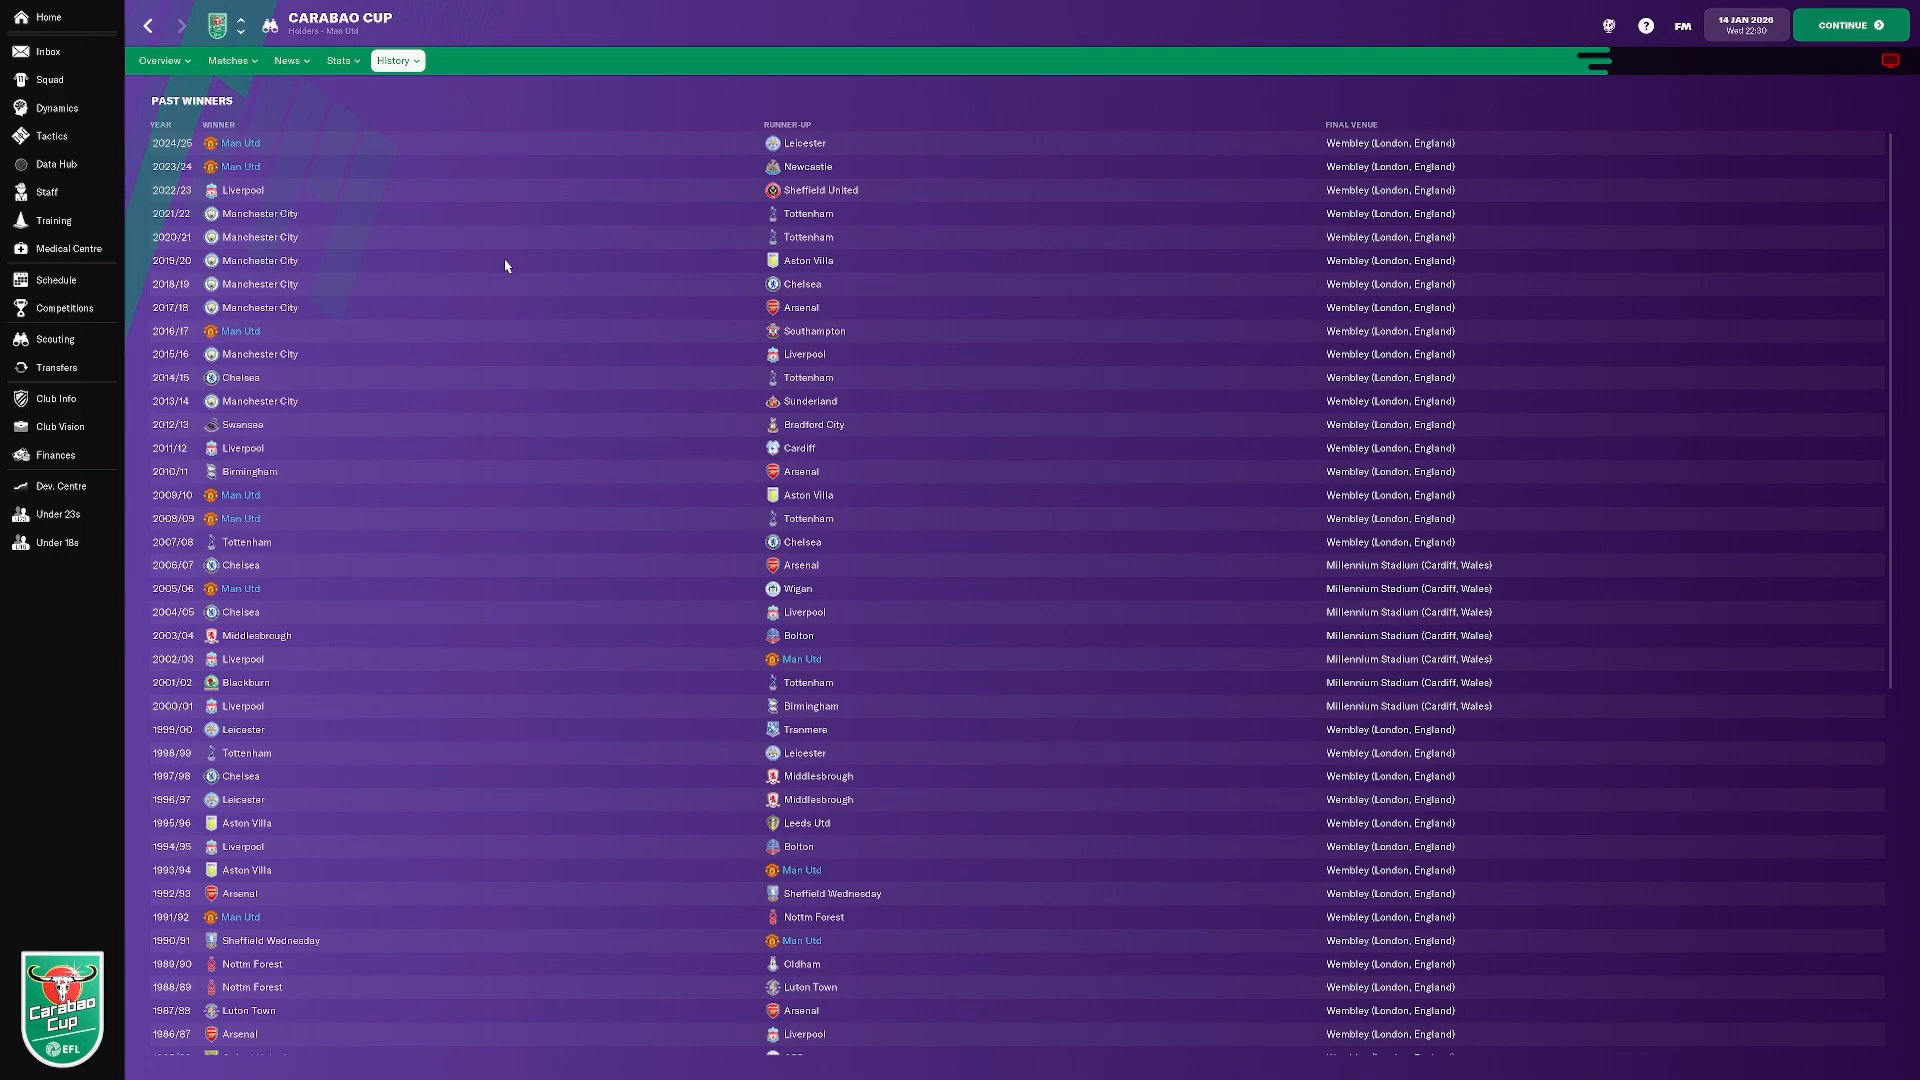 Home
Inbox
Squad
Dynamics
Tactics
Data Hub
Staff
Training
Medical Centre
Schedule
Competitions
Scouting
Transfers
Club Info
Club Vision
Finances
Dev. Centre
Under 23s
Under 18s
Carabao
Cup
EFL
CARABAO CUP
Holders - Man Utd
FM
14 JAN 2026
Wed 22:30
CONTINUE
Overview Matches News Stats History
PAST WINNERS
YEAR WINNER RUNNER-UP FINAL VENUE
2024/25 Man Utd Leicester Wembley (London, England)
2023/24 Man Utd Newcastle Wembley (London, England)
2022/23 Liverpool Sheffield United Wembley (London, England)
2021/22 Manchester City Tottenham Wembley (London, England)
2020/21 Manchester City Tottenham Wembley (London, England)
2019/20 Manchester City Aston Villa Wembley (London, England)
2018/19 Manchester City Chelsea Wembley (London, England)
2017/18 Manchester City Arsenal Wembley (London, England)
2016/17 Man Utd Southampton Wembley (London, England)
2015/16 Manchester City Liverpool Wembley (London, England)
2014/15 Chelsea Tottenham Wembley (London, England)
2013/14 Manchester City Sunderland Wembley (London, England)
2012/13 Swansea Bradford City Wembley (London, England)
2011/12 Liverpool Cardiff Wembley (London, England)
2010/11 Birmingham Arsenal Wembley (London, England)
2009/10 Man Utd Aston Villa Wembley (London, England)
2008/09 Man Utd Tottenham Wembley (London, England)
2007/08 Tottenham Chelsea Wembley (London, England)
2006/07 Chelsea Arsenal Millennium Stadium (Cardiff, Wales)
2005/06 Man Utd Wigan Millennium Stadium (Cardiff, Wales)
2004/05 Chelsea Liverpool Millennium Stadium (Cardiff, Wales)
2003/04 Middlesbrough Bolton Millennium Stadium (Cardiff, Wales)
2002/03 Liverpool Man Utd Millennium Stadium (Cardiff, Wales)
2001/02 Blackburn Tottenham Millennium Stadium (Cardiff, Wales)
2000/01 Liverpool Birmingham Millennium Stadium (Cardiff, Wales)
1999/00 Leicester Tranmere Wembley (London, England)
1998/99 Tottenham Leicester Wembley (London, England)
1997/98 Chelsea Middlesbrough Wembley (London, England)
1996/97 Leicester Middlesbrough Wembley (London, England)
1995/96 Aston Villa Leeds Utd Wembley (London, England)
1994/95 Liverpool Bolton Wembley (London, England)
1993/94 Aston Villa Man Utd Wembley (London, England)
1992/93 Arsenal Sheffield Wednesday Wembley (London, England)
1991/92 Man Utd Nottm Forest Wembley (London, England)
1990/91 Sheffield Wednesday Man Utd Wembley (London, England)
1989/90 Nottm Forest Oldham Wembley (London, England)
1988/89 Nottm Forest Luton Town Wembley (London, England)
1987/88 Luton Town Arsenal Wembley (London, England)
1986/87 Arsenal Liverpool Wembley (London, England)